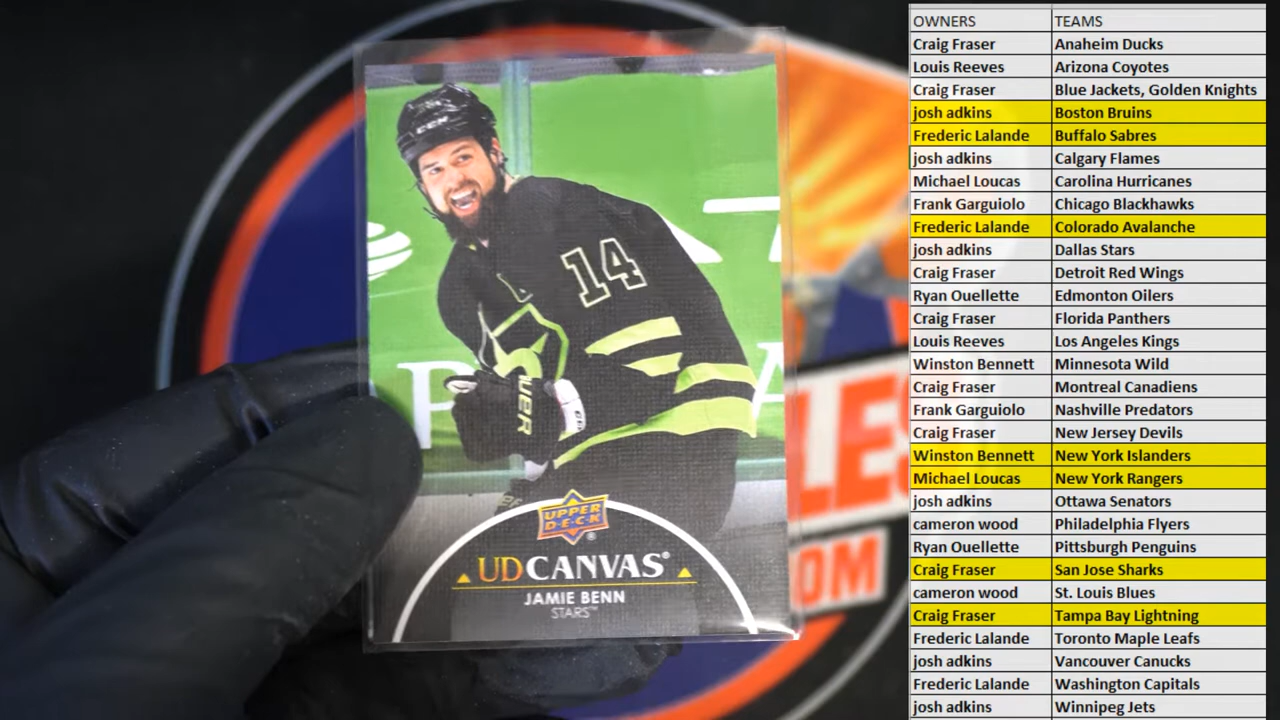 CCM
14
UPPER
D·E·C·K
®
UD CANVAS®
JAMIE BENN
STARS™
LES
OM
OWNERS TEAMS
Craig Fraser Anaheim Ducks
Louis Reeves Arizona Coyotes
Craig Fraser Blue Jackets, Golden Knights
josh adkins Boston Bruins
Frederic Lalande Buffalo Sabres
josh adkins Calgary Flames
Michael Loucas Carolina Hurricanes
Frank Garguiolo Chicago Blackhawks
Frederic Lalande Colorado Avalanche
josh adkins Dallas Stars
Craig Fraser Detroit Red Wings
Ryan Ouellette Edmonton Oilers
Craig Fraser Florida Panthers
Louis Reeves Los Angeles Kings
Winston Bennett Minnesota Wild
Craig Fraser Montreal Canadiens
Frank Garguiolo Nashville Predators
Craig Fraser New Jersey Devils
Winston Bennett New York Islanders
Michael Loucas New York Rangers
josh adkins Ottawa Senators
cameron wood Philadelphia Flyers
Ryan Ouellette Pittsburgh Penguins
Craig Fraser San Jose Sharks
cameron wood St. Louis Blues
Craig Fraser Tampa Bay Lightning
Frederic Lalande Toronto Maple Leafs
josh adkins Vancouver Canucks
Frederic Lalande Washington Capitals
josh adkins Winnipeg Jets